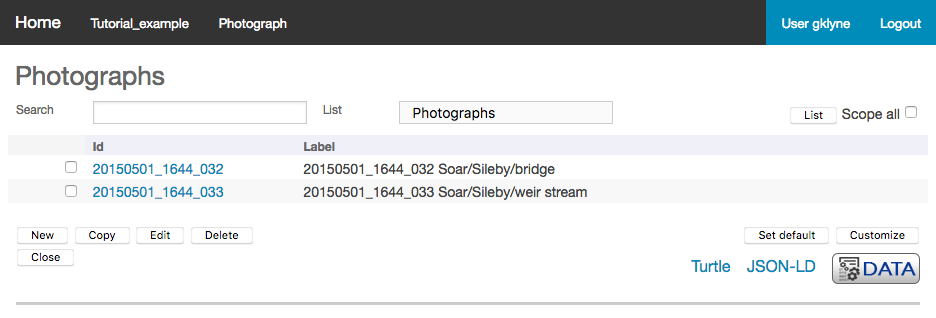 Home Tutorial_example Photograph User gklyne Logout
Photographs
Search List Photographs List Scope all
Id Label
20150501_1644_032 20150501_1644_032 Soar/Sileby/bridge
20150501_1644_033 20150501_1644_033 Soar/Sileby/weir stream
New Copy Edit Delete Set default Customize
Close
Turtle JSON-LD DATA